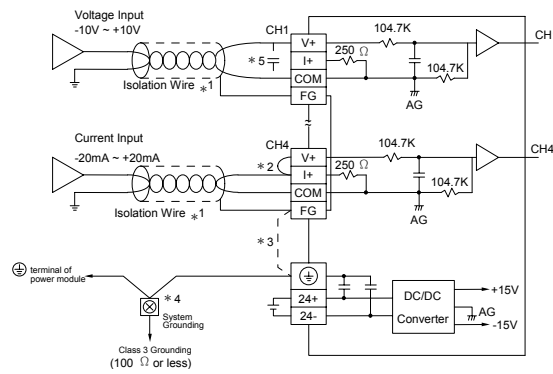 Voltage Input
-10V ~ +10V
CH1
V+
104.7K
CH1
250 Ω
I+
*5
COM
104.7K
Isolation Wire *1
FG
AG
Current Input
CH4
104.7K
-20mA ~ +20mA
V+
250 Ω
CH4
*2
I+
COM
104.7K
Isolation Wire *1
FG
AG
*3
terminal of
power module
*4
24+
DC/DC
+15V
System
Grounding
24-
Converter
AG
-15V
Class 3 Grounding
(100 Ω or less)